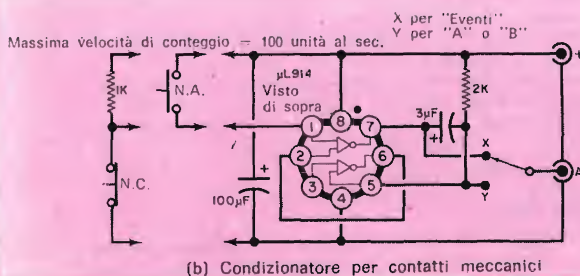 X per "Eventi"
Y per "A" o "B"
Massima velocità di conteggio = 100 unità al sec.
1K
N.A.
N.C.
100µF
+
µL914
Visto
di sopra
1
8
7
2
6
3
4
5
3µF
+
2K
X
Y
+
A
(b) Condizionatore per contatti meccanici